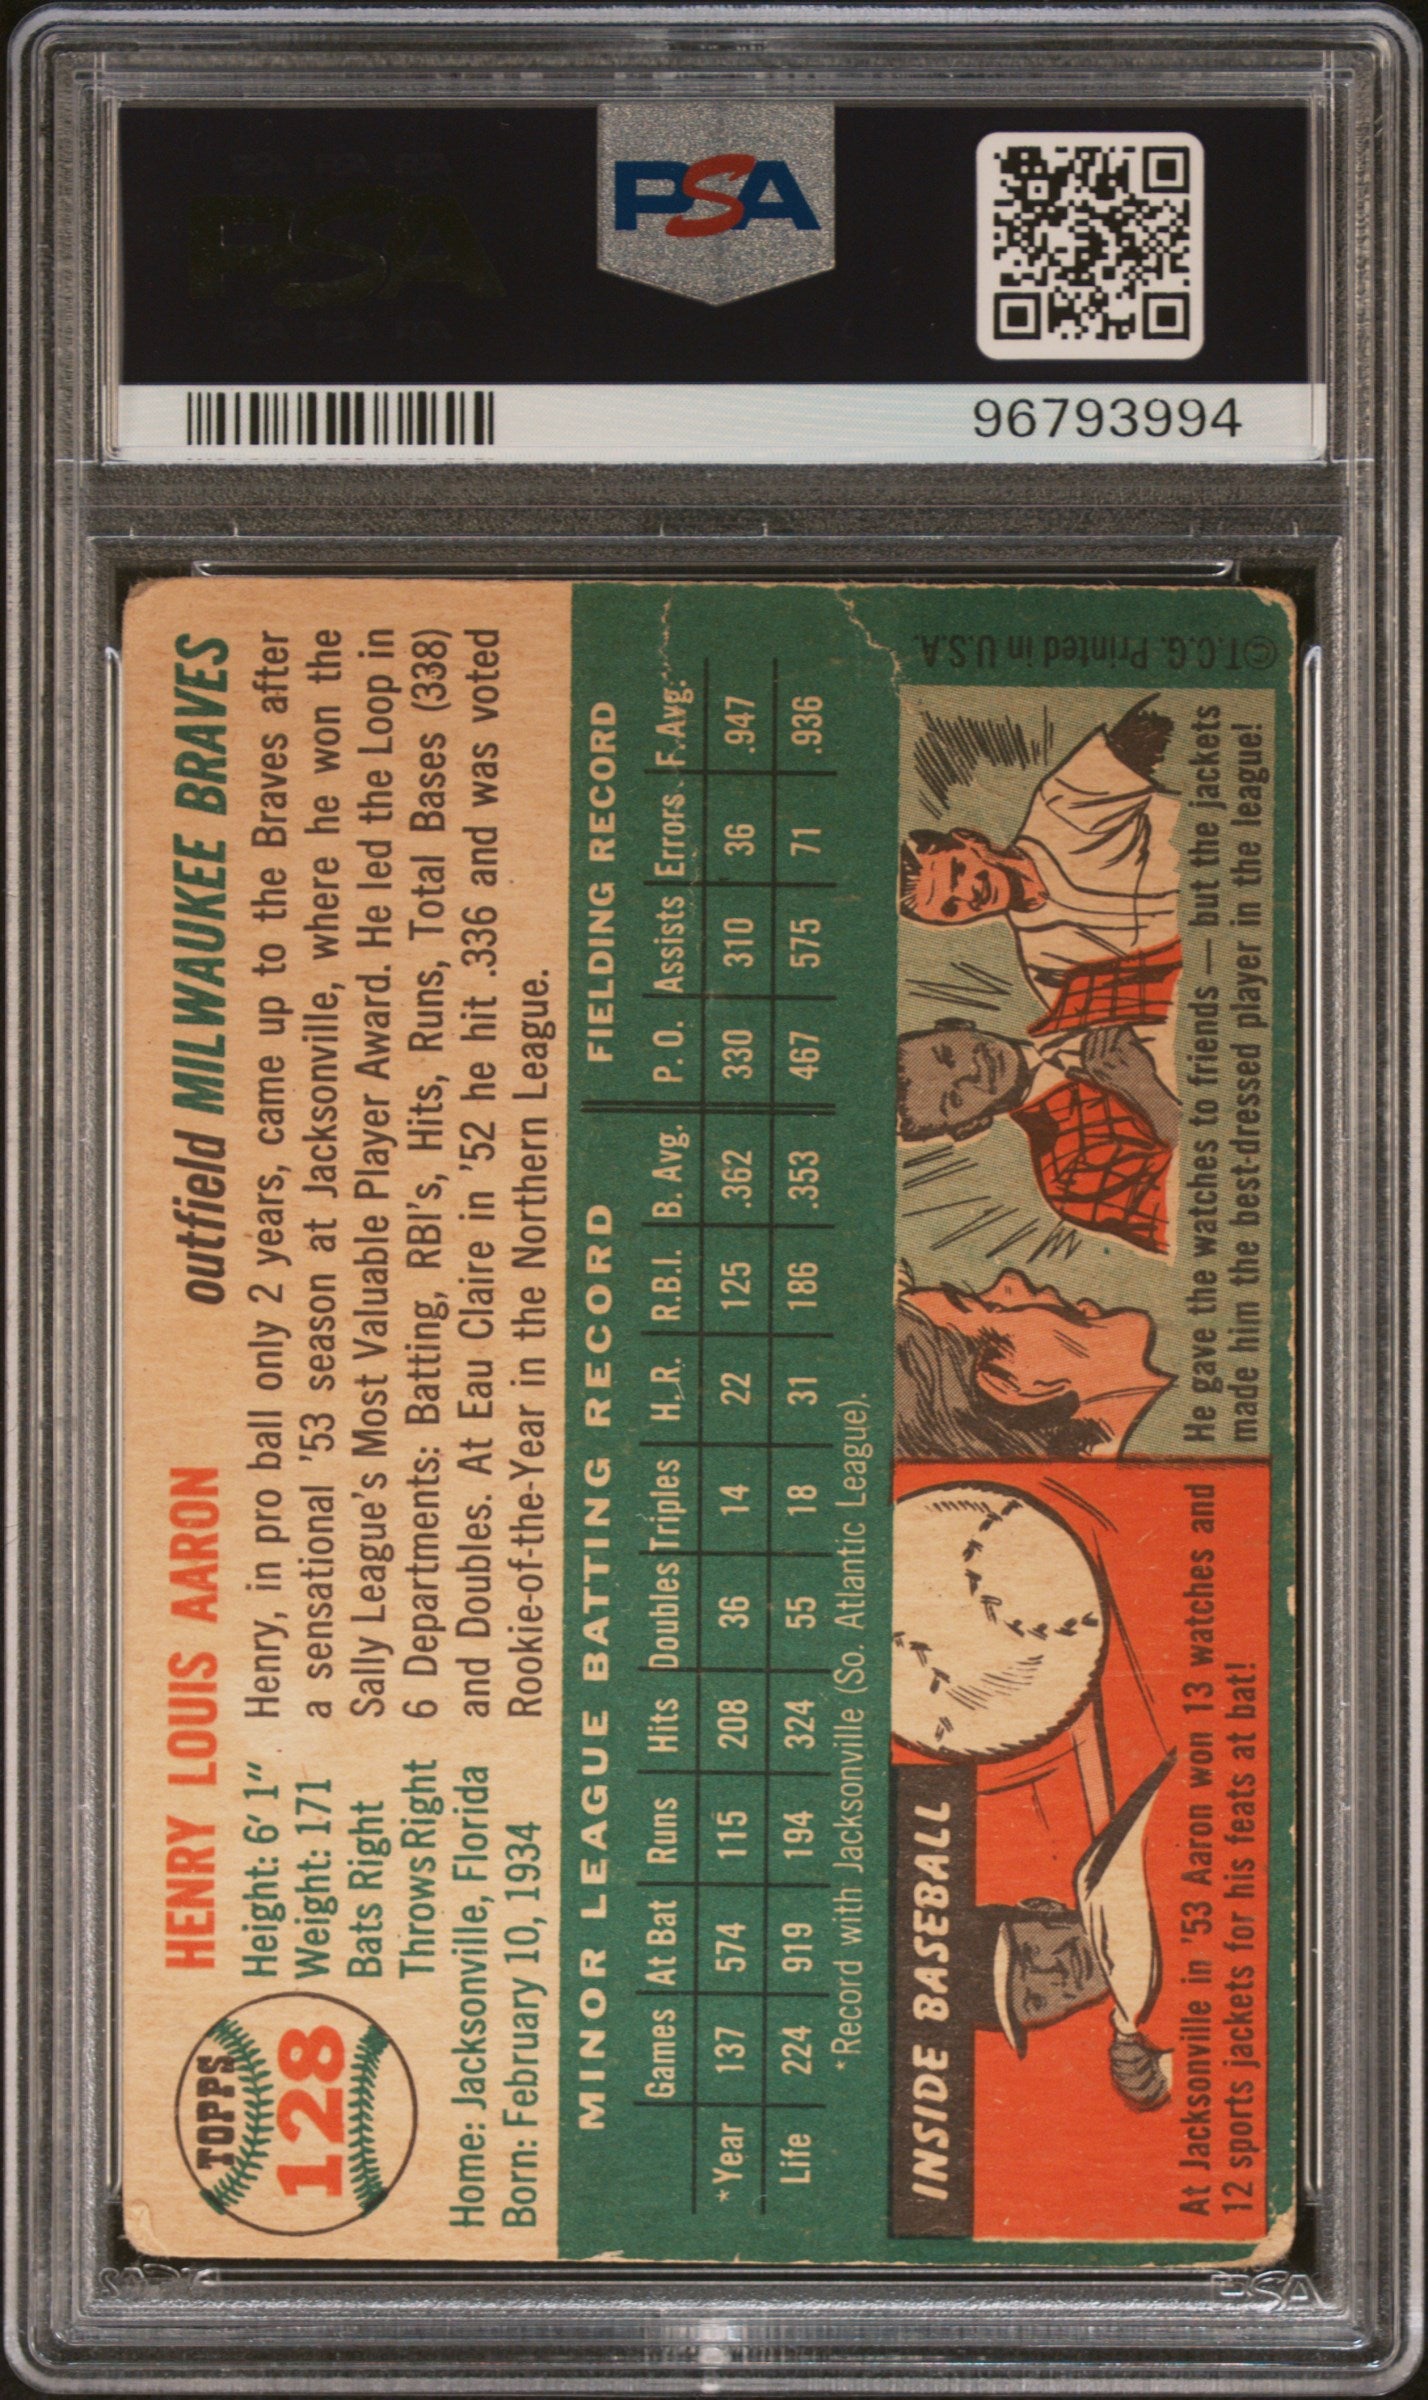 PSA
PSA
96793994
TOPPS
128
HENRY LOUIS AARON
outfield MILWAUKEE BRAVES
Height: 6' 1"
Weight: 171
Bats Right
Throws Right
Home: Jacksonville, Florida
Born: February 10, 1934
Henry, in pro ball only 2 years, came up to the Braves after
a sensational '53 season at Jacksonville, where he won the
Sally League's Most Valuable Player Award. He led the Loop in
6 Departments: Batting, RBI's, Hits, Runs, Total Bases (338)
and Doubles. At Eau Claire in '52 he hit .336 and was voted
Rookie-of-the-Year in the Northern League.
MINOR LEAGUE BATTING RECORD FIELDING RECORD
Games At Bat Runs Hits Doubles Triples H.R. R.B.I. B. Avg. P. O. Assists Errors F. Avg.
*Year 137 574 115 208 36 14 22 125 .362 330 310 36 .947
Life 224 919 194 324 55 18 31 186 .353 467 575 71 .936
*Record with Jacksonville (So. Atlantic League).
©T.C.G. Printed in U.S.A.
INSIDE BASEBALL
At Jacksonville in '53 Aaron won 13 watches and
12 sports jackets for his feats at bat!
He gave the watches to friends — but the jackets
made him the best-dressed player in the league!
PSA